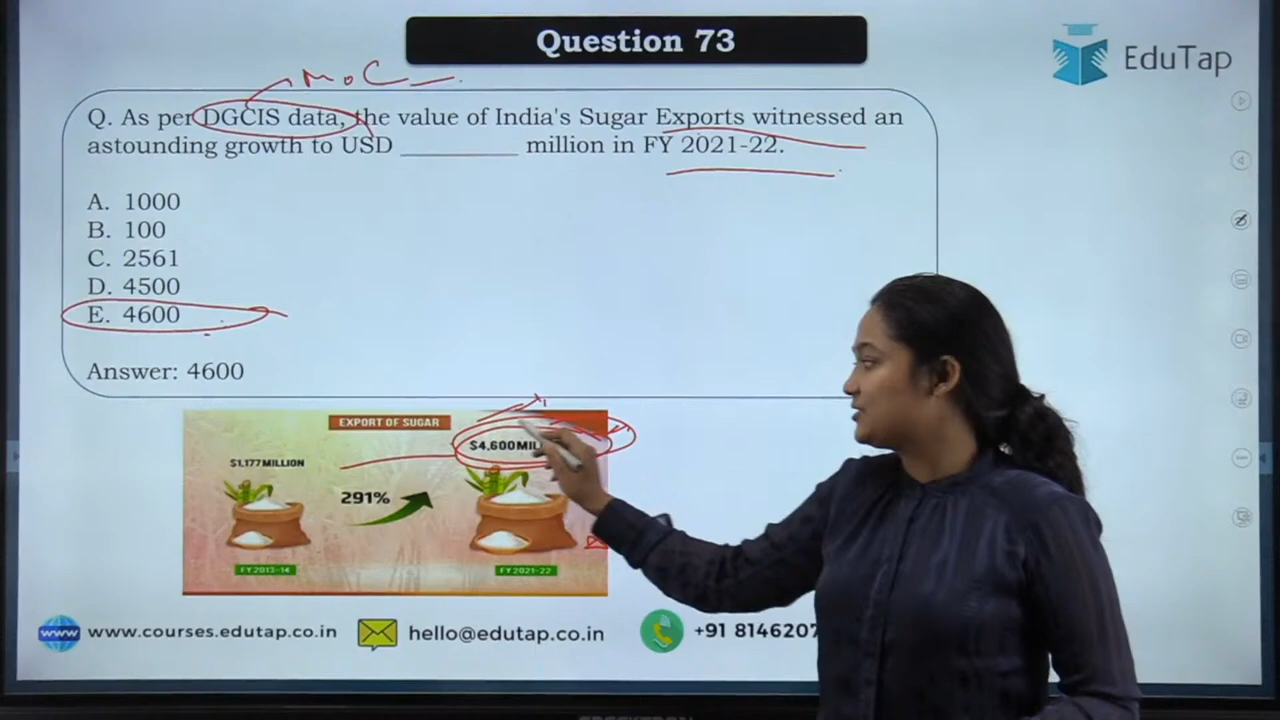 Question 73
EduTap
MoC
Q. As per DGCIS data, the value of India's Sugar Exports witnessed an
astounding growth to USD __________ million in FY 2021-22.
A. 1000
B. 100
C. 2561
D. 4500
E. 4600
Answer: 4600
EXPORT OF SUGAR
$1,177 MILLION
$4,600 MIL
291%
FY 2013-14
FY 2021-22
www
www.courses.edutap.co.in
hello@edutap.co.in
+91 8146207